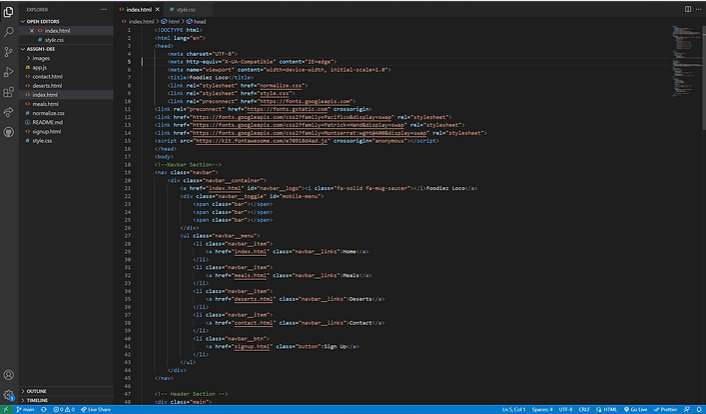 EXPLORER
OPEN EDITORS
index.html
style.css
ASSGN1-DEE
images
app.js
contact.html
deserts.html
index.html
meals.html
normalize.css
README.md
signup.html
style.css
OUTLINE
TIMELINE
index.html
style.css
index.html > html > head
1 <!DOCTYPE html>
2 <html lang="en">
3 <head>
4 <meta charset="UTF-8">
5 <meta http-equiv="X-UA-Compatible" content="IE=edge">
6 <meta name="viewport" content="width=device-width, initial-scale=1.0">
7 <title>Foodiez Loco</title>
8 <link rel="stylesheet" href="normalize.css">
9 <link rel="stylesheet" href="style.css">
10 <link rel="preconnect" href="https://fonts.googleapis.com">
11 <link rel="preconnect" href="https://fonts.gstatic.com" crossorigin>
12 <link href="https://fonts.googleapis.com/css2?family=Pacifico&display=swap" rel="stylesheet">
13 <link href="https://fonts.googleapis.com/css2?family=Patrick+Hand&display=swap" rel="stylesheet">
14 <link href="https://fonts.googleapis.com/css2?family=Montserrat:wght@400&display=swap" rel="stylesheet">
15 <script src="https://kit.fontawesome.com/e70918d4ad.js" crossorigin="anonymous"></script>
16 </head>
17 <body>
18 <!--Navbar Section-->
19 <nav class="navbar">
20 <div class="navbar__container">
21 <a href="index.html" id="navbar__logo"><i class="fa-solid fa-mug-saucer"></i>Foodiez Loco</a>
22 <div class="navbar__toggle" id="mobile-menu">
23 <span class="bar"></span>
24 <span class="bar"></span>
25 <span class="bar"></span>
26 </div>
27 <ul class="navbar__menu">
28 <li class="navbar__item">
29 <a href="index.html" class="navbar__links">Home</a>
30 </li>
31 <li class="navbar__item">
32 <a href="meals.html" class="navbar__links">Meals</a>
33 </li>
34 <li class="navbar__item">
35 <a href="deserts.html" class="navbar__links">Deserts</a>
36 </li>
37 <li class="navbar__item">
38 <a href="contact.html" class="navbar__links">Contact</a>
39 </li>
40 <li class="navbar__btn">
41 <a href="signup.html" class="button">Sign Up</a>
42 </li>
43 </ul>
44 </div>
45 </nav>
46
47 <!-- Header Section -->
48 <div class="main">
main 0 0 Live Share Ln 5, Col 1 Spaces: 4 UTF-8 CRLF HTML Go Live Prettier